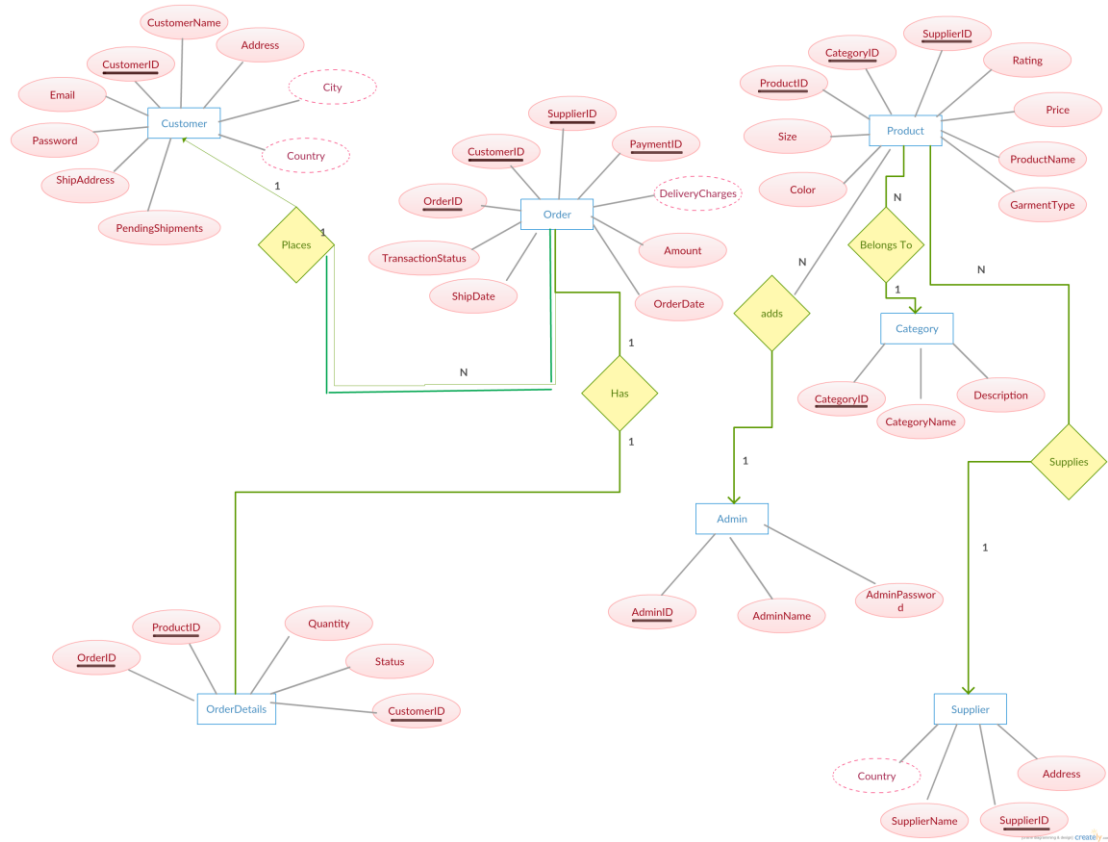 CustomerName
Address
CustomerID
City
Email
Customer
Password
Country
ShipAddress
PendingShipments
1
Places
1
SupplierID
CustomerID
PaymentID
OrderID
DeliveryCharges
Order
TransactionStatus
Amount
ShipDate
OrderDate
N
1
Has
1
SupplierID
CategoryID
Rating
ProductID
Price
Size
Product
ProductName
Color
GarmentType
N
Belongs To
N
N
1
adds
Category
CategoryID
Description
CategoryName
1
Supplies
Admin
1
AdminID
AdminName
AdminPasswor
d
ProductID
Quantity
OrderID
Status
OrderDetails
CustomerID
Supplier
Country
Address
SupplierName
SupplierID
creately